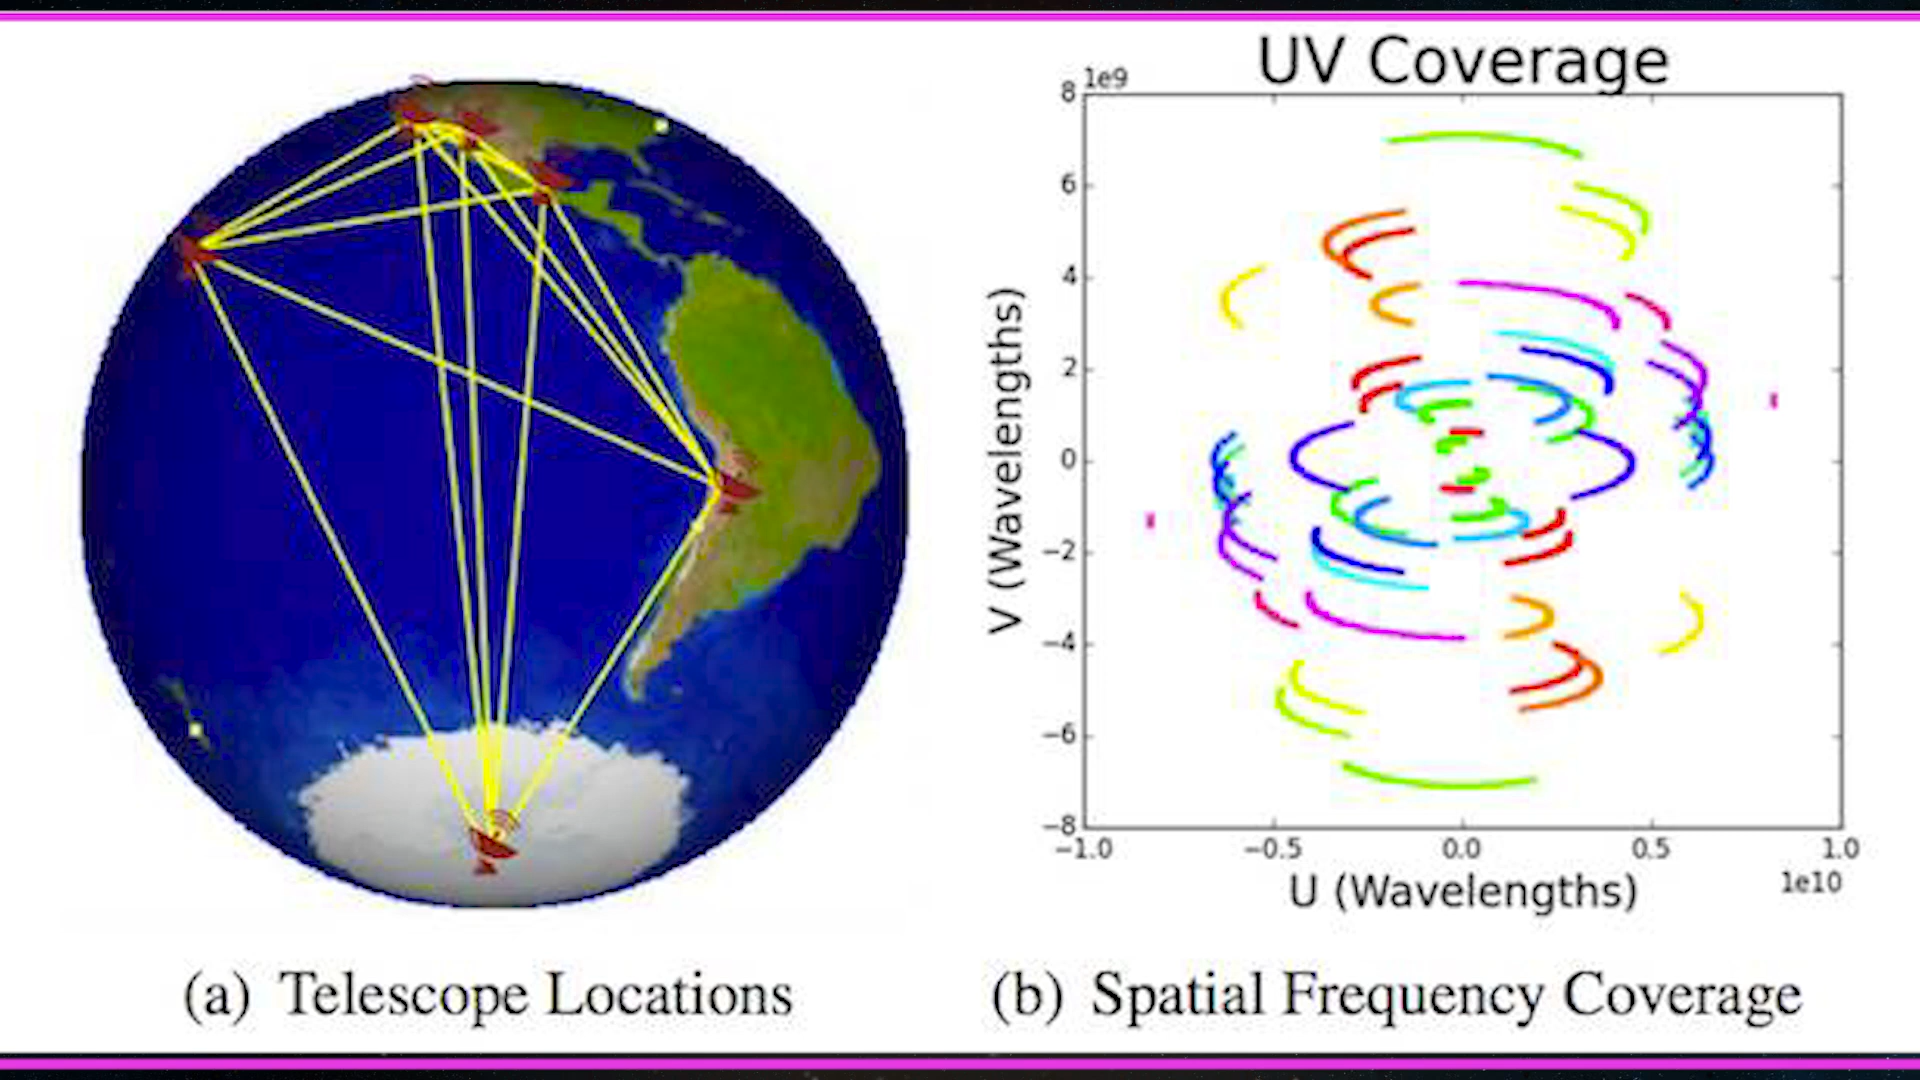 UV Coverage
1e9
8
6
4
2
0
−2
−4
−6
−8
V (Wavelengths)
−1.0 −0.5 0.0 0.5 1.0
1e10
U (Wavelengths)
(a) Telescope Locations
(b) Spatial Frequency Coverage